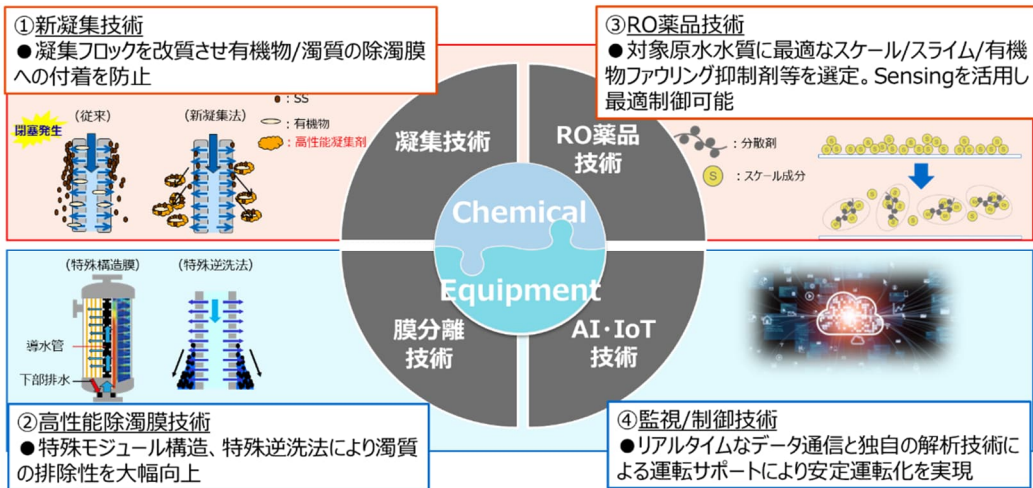 ①新凝集技術
●凝集フロックを改質させ有機物/濁質の除濁膜
への付着を防止
③RO薬品技術
●対象原水水質に最適なスケール/スライム/有機
物ファウリング抑制剤等を選定。Sensingを活用し
最適制御可能
閉塞発生
(従来)
(新凝集法)
:SS
:有機物
:高性能凝集剤
凝集技術
RO薬品
技術
:分散剤
S
:スケール成分
Chemical
Equipment
膜分離
技術
AI・IoT
技術
(特殊構造膜)
(特殊逆洗法)
導水管
下部排水
②高性能除濁膜技術
●特殊モジュール構造、特殊逆洗法により濁質
の排除性を大幅向上
④監視/制御技術
●リアルタイムなデータ通信と独自の解析技術に
よる運転サポートにより安定運転化を実現